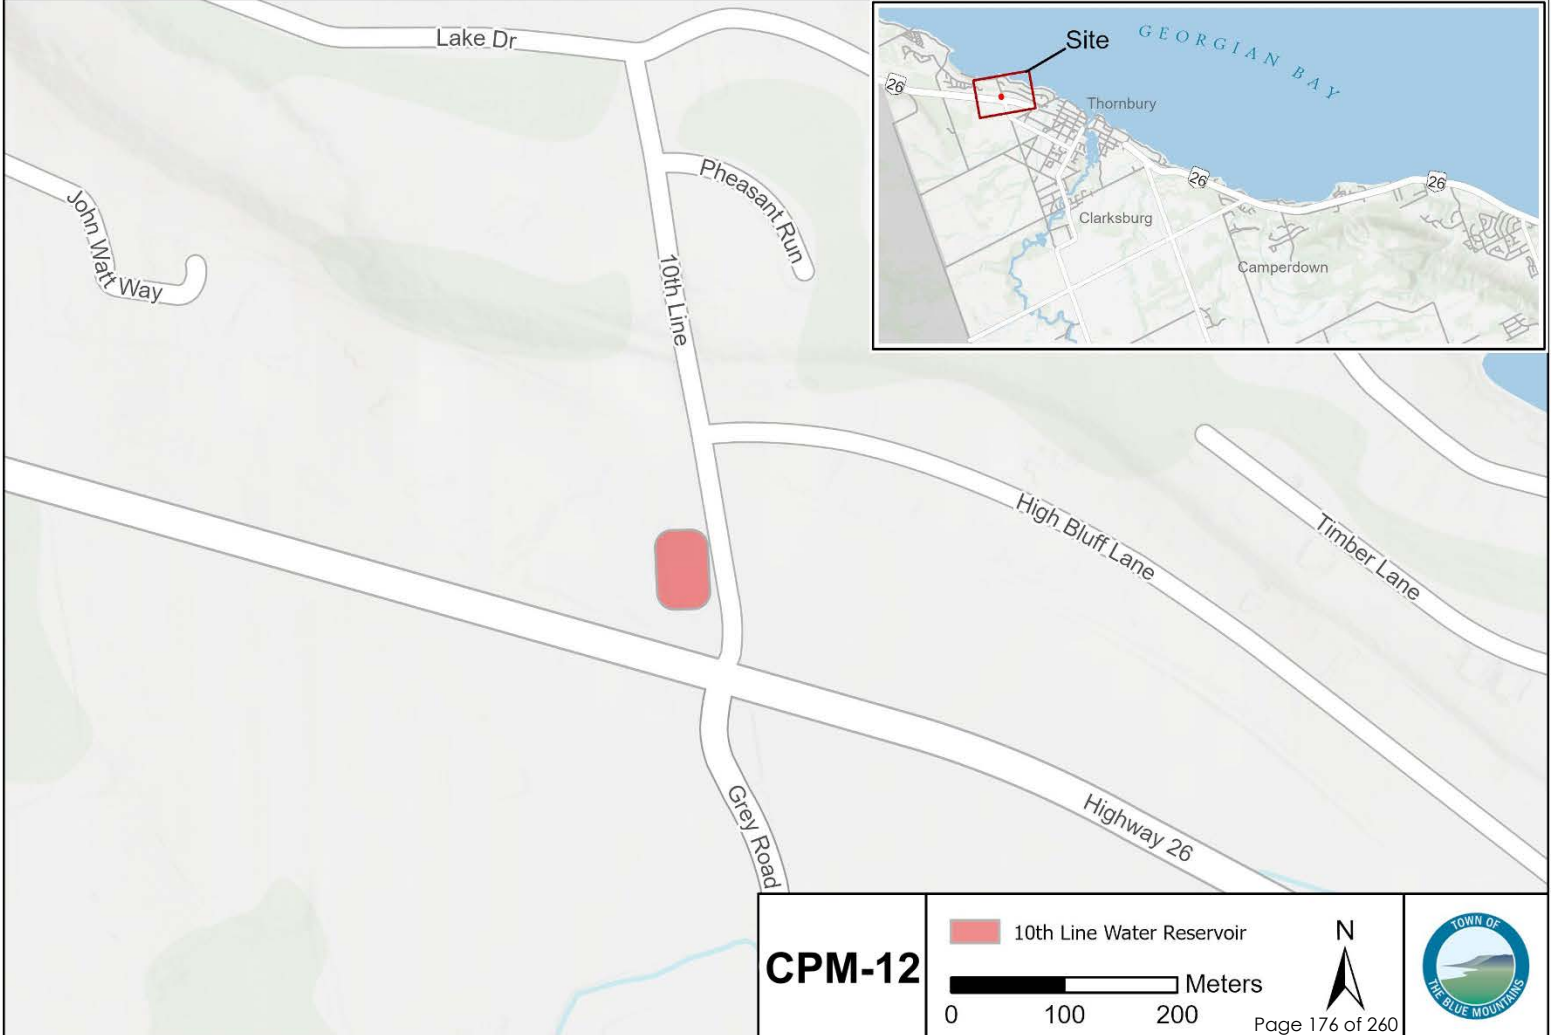 Lake Dr
Pheasant Run
John Watt Way
10th Line
High Bluff Lane
Timber Lane
Highway 26
Grey Road
Site
GEORGIAN BAY
26
Thornbury
26
26
Clarksburg
Camperdown
CPM-12
10th Line Water Reservoir
Meters
0 100 200
N
TOWN OF
THE BLUE MOUNTAINS
Page 176 of 260